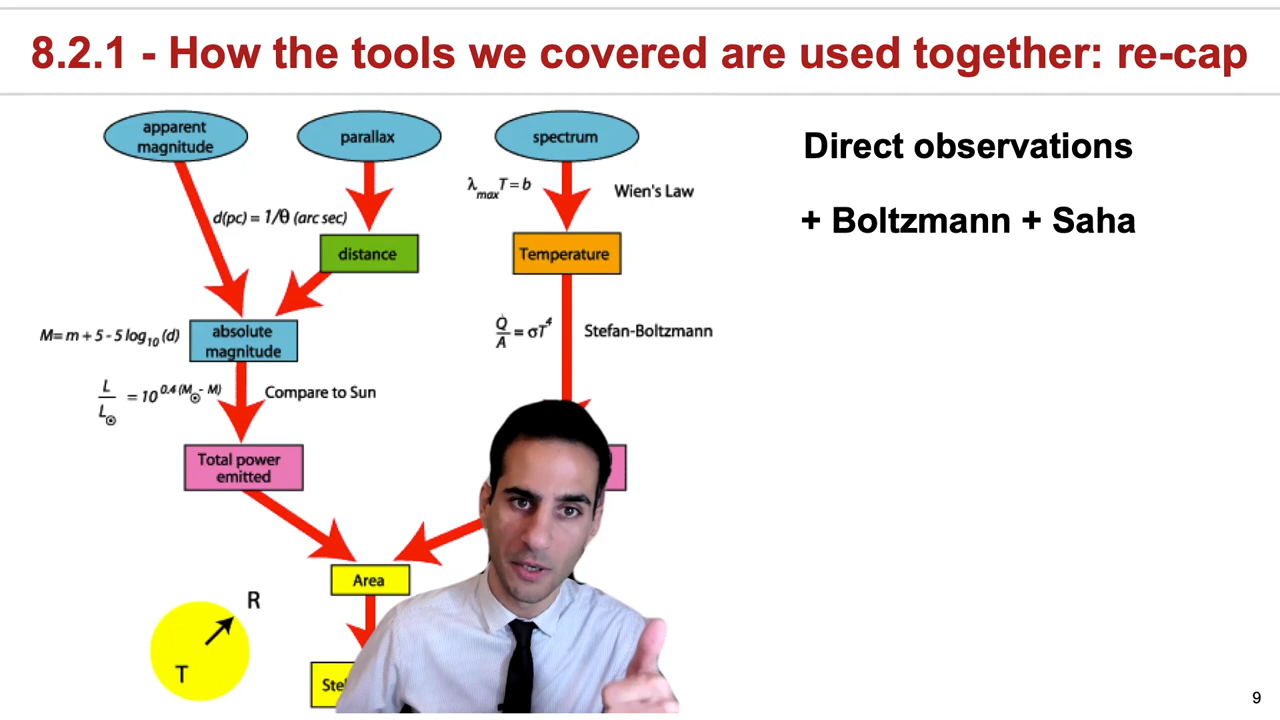 8.2.1 - How the tools we covered are used together: re-cap
apparent
magnitude
parallax
spectrum
Direct observations
λmax T = b
Wien's Law
d(pc) = 1/θ (arc sec)
+ Boltzmann + Saha
distance
Temperature
M= m + 5 - 5 log10 (d)
absolute
magnitude
Q̇/A = σT⁴
Stefan-Boltzmann
L/L☉ = 10^0.4 (M☉ - M)
Compare to Sun
Total power
emitted
Area
R
T
9